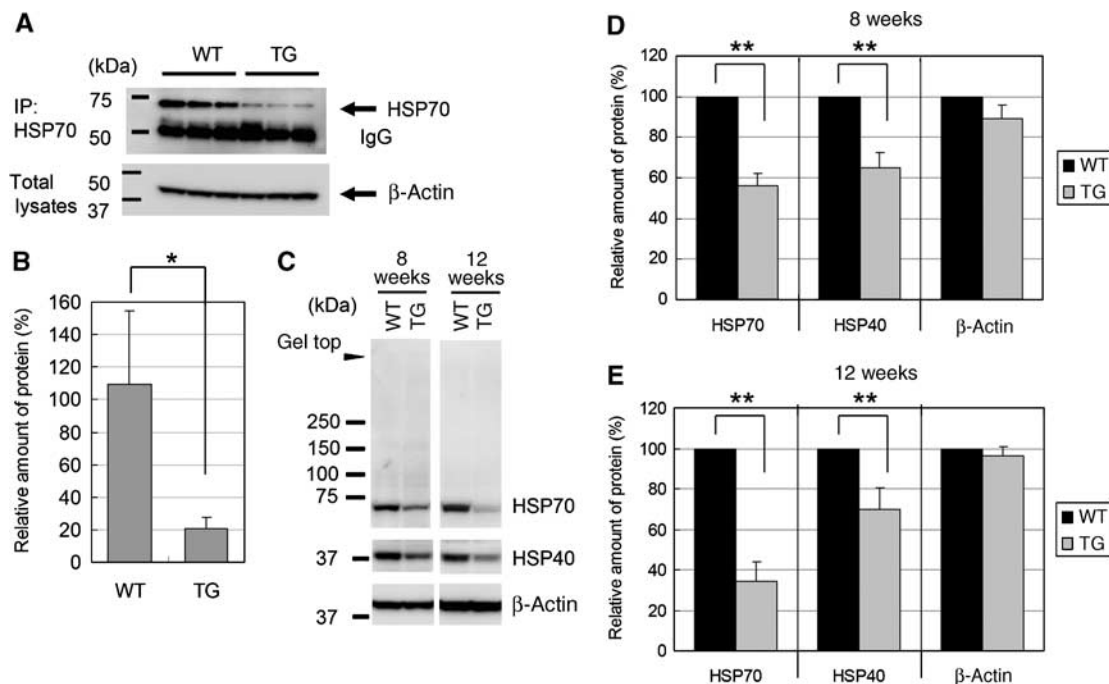 A
WT TG
(kDa)
IP:
HSP70
75
50
HSP70
IgG
Total
lysates
50
37
β-Actin
B
*
Relative amount of protein (%)
160
140
120
100
80
60
40
20
0
WT TG
C
8
weeks
12
weeks
(kDa)
WT TG WT TG
Gel top
250
150
100
75
37
37
HSP70
HSP40
β-Actin
D
8 weeks
** **
Relative amount of protein (%)
120
100
80
60
40
20
0
HSP70 HSP40 β-Actin
WT
TG
E
12 weeks
** **
Relative amount of protein (%)
120
100
80
60
40
20
0
HSP70 HSP40 β-Actin
WT
TG